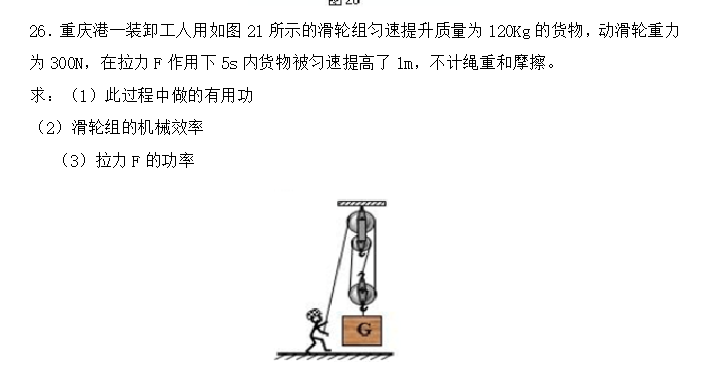 26．重庆港一装卸工人用如图 21 所示的滑轮组匀速提升质量为 120Kg 的货物，动滑轮重力
为 300N，在拉力 F 作用下 5s 内货物被匀速提高了 1m，不计绳重和摩擦。
求：（1）此过程中做的有用功
（2）滑轮组的机械效率
（3）拉力 F 的功率
G